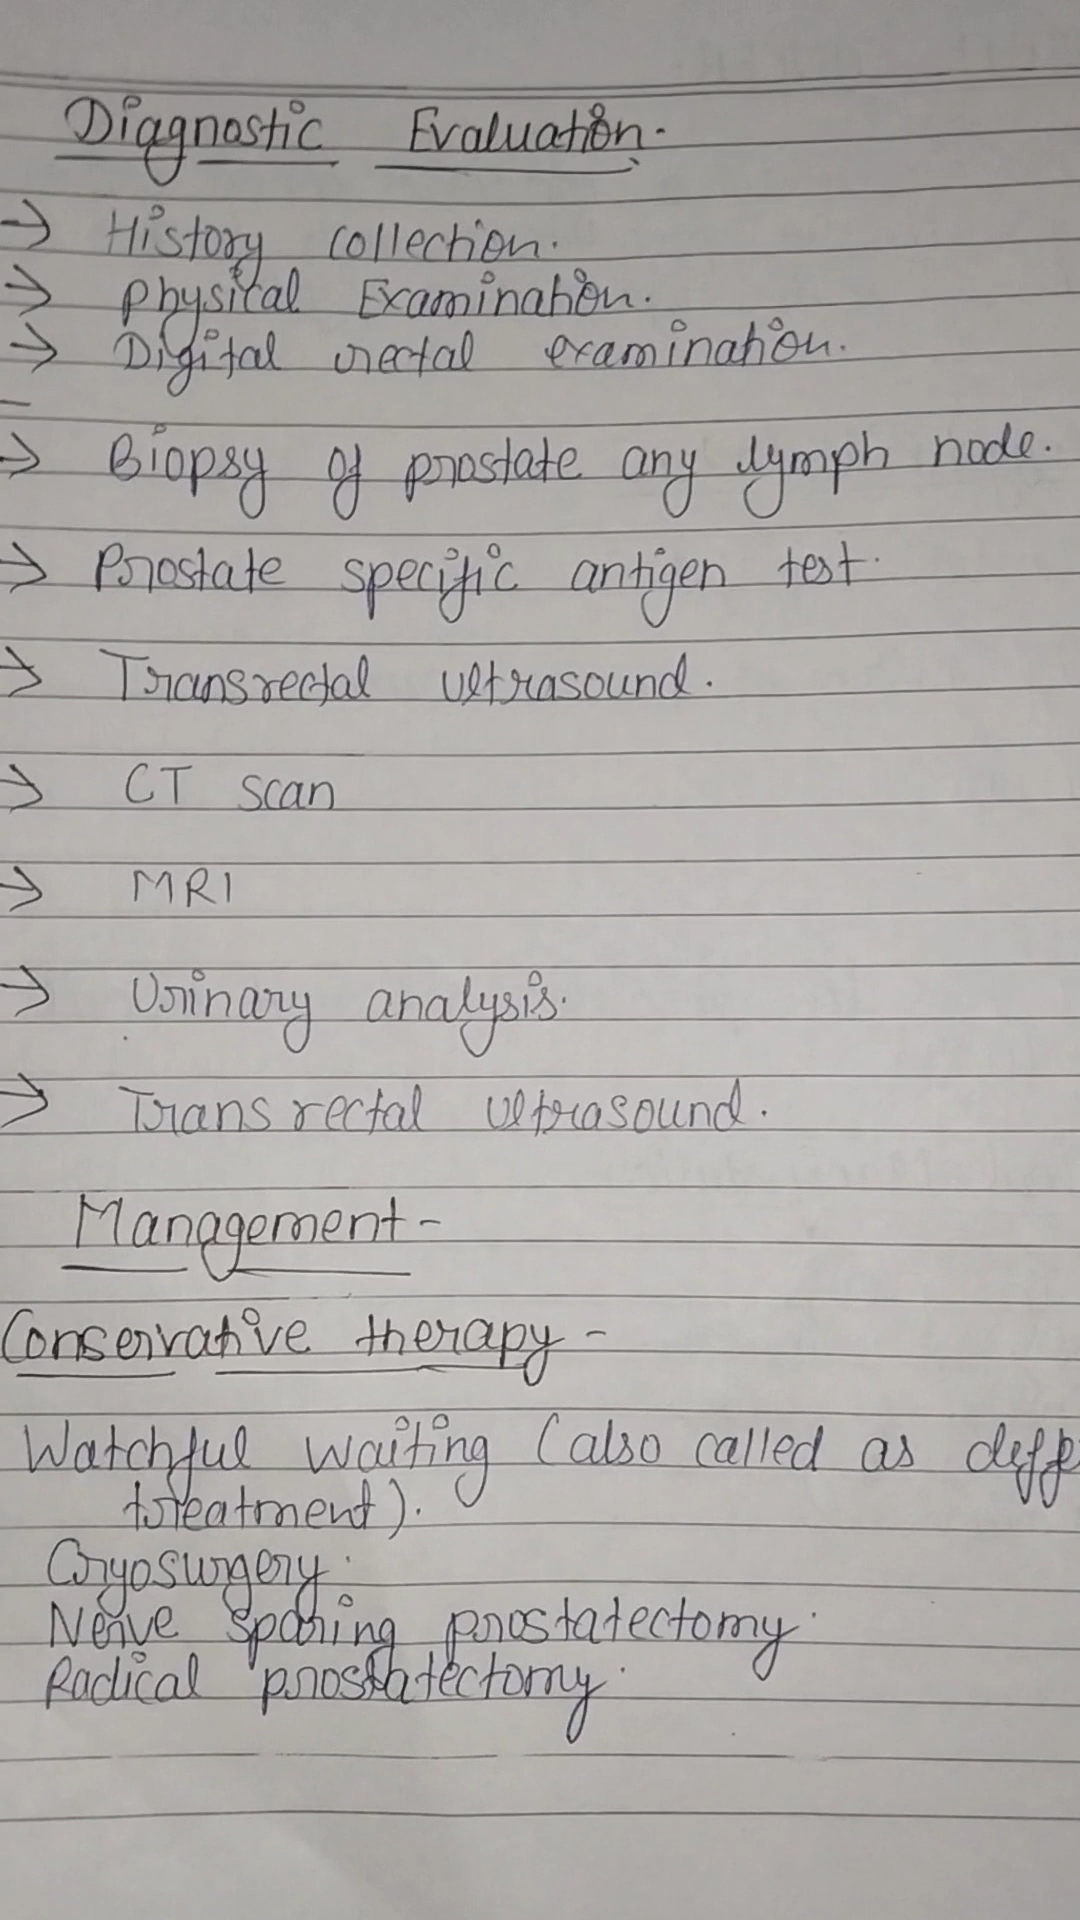 Diagnostic Evaluation.
→ History collection.
→ Physical Examination.
→ Digital rectal examination.
→ Biopsy of prostate any lymph node.
→ Prostate specific antigen test.
→ Transrectal ultrasound.
→ CT scan
→ MRI
→ Urinary analysis.
→ Trans rectal ultrasound.
Management -
Conservative therapy -
Watchful waiting (also called as
treatment).
Cryosurgery.
Nerve sparing prostatectomy.
Radical prostatectomy.